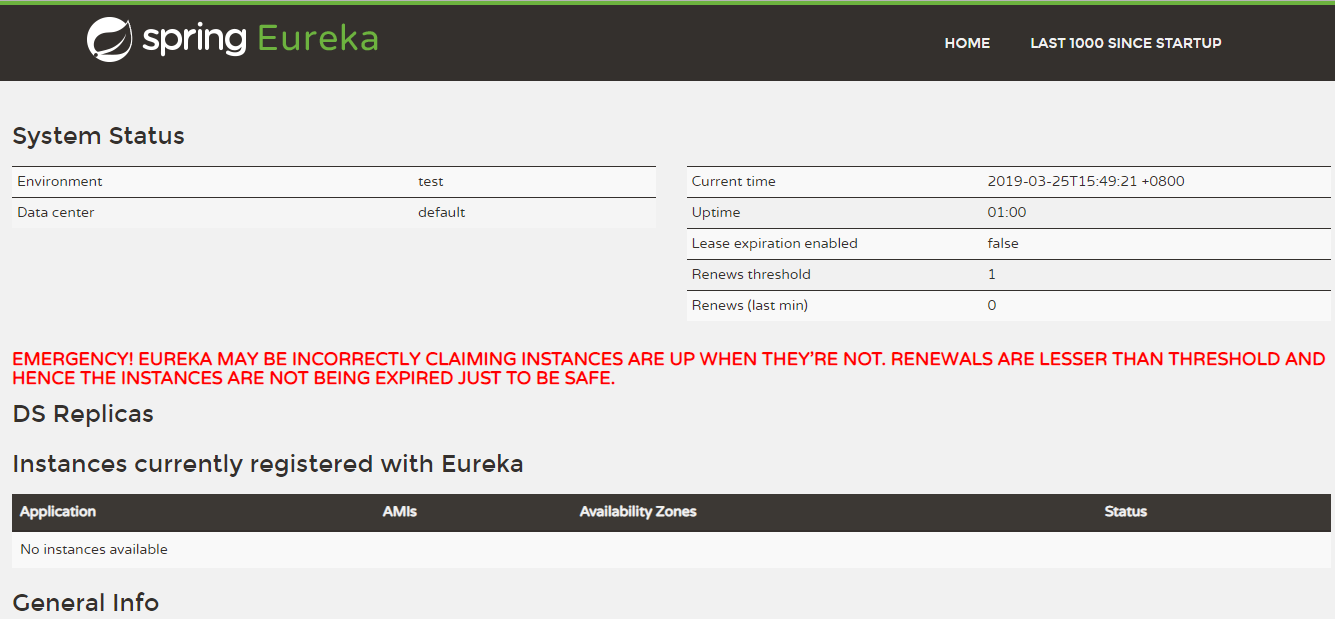 spring Eureka
HOME LAST 1000 SINCE STARTUP
System Status
Environment test
Data center default
Current time 2019-03-25T15:49:21 +0800
Uptime 01:00
Lease expiration enabled false
Renews threshold 1
Renews (last min) 0
EMERGENCY! EUREKA MAY BE INCORRECTLY CLAIMING INSTANCES ARE UP WHEN THEY'RE NOT. RENEWALS ARE LESSER THAN THRESHOLD AND
HENCE THE INSTANCES ARE NOT BEING EXPIRED JUST TO BE SAFE.
DS Replicas
Instances currently registered with Eureka
Application AMIs Availability Zones Status
No instances available
General Info